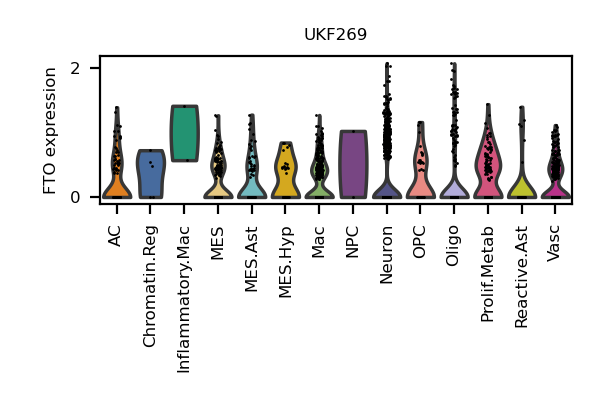 UKF269
FTO expression
2
0
AC
Chromatin.Reg
Inflammatory.Mac
MES
MES.Ast
MES.Hyp
Mac
NPC
Neuron
OPC
Oligo
Prolif.Metab
Reactive.Ast
Vasc